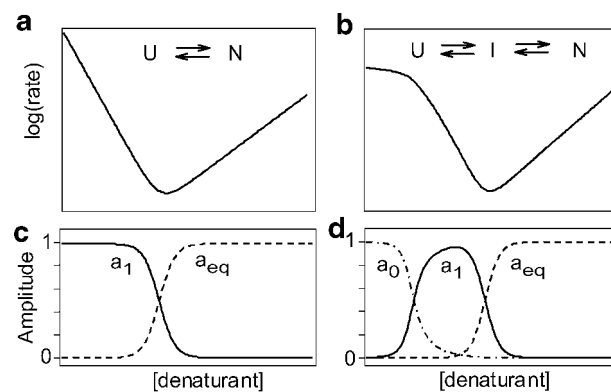 a
b
U ⇌ N
U ⇌ I ⇌ N
log(rate)
c
d
1
a1
aeq
0
1
a0
a1
aeq
0
Amplitude
[denaturant]
[denaturant]